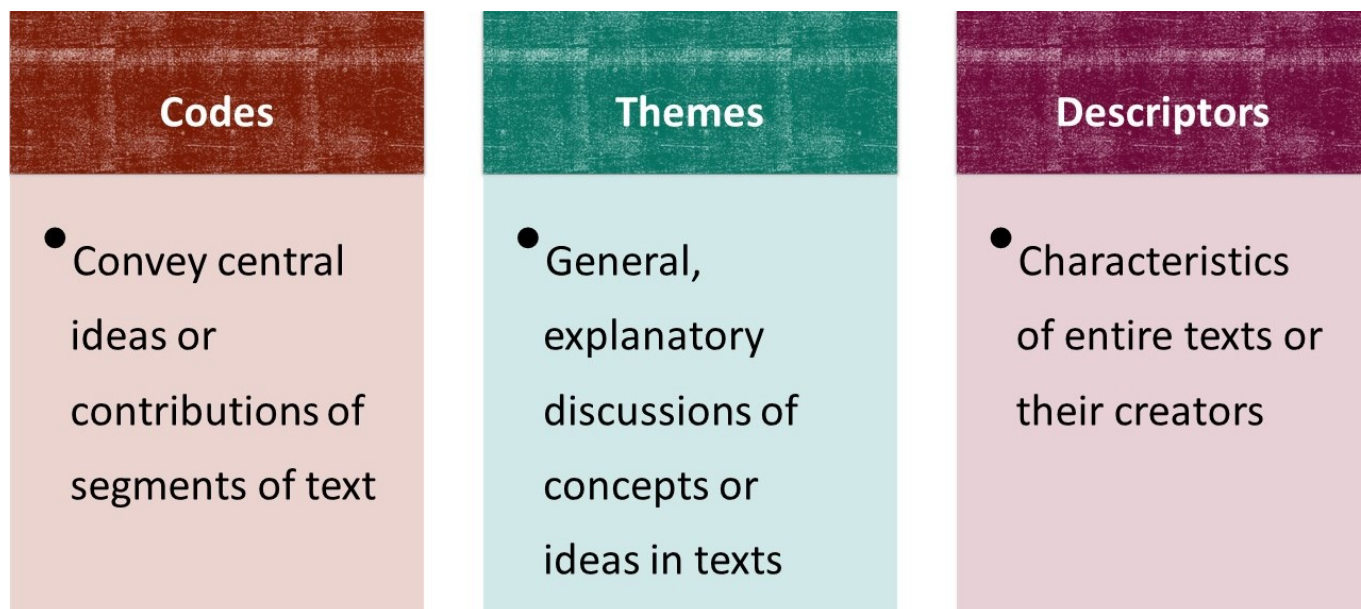 Codes
• Convey central
ideas or
contributions of
segments of text
Themes
• General,
explanatory
discussions of
concepts or
ideas in texts
Descriptors
• Characteristics
of entire texts or
their creators